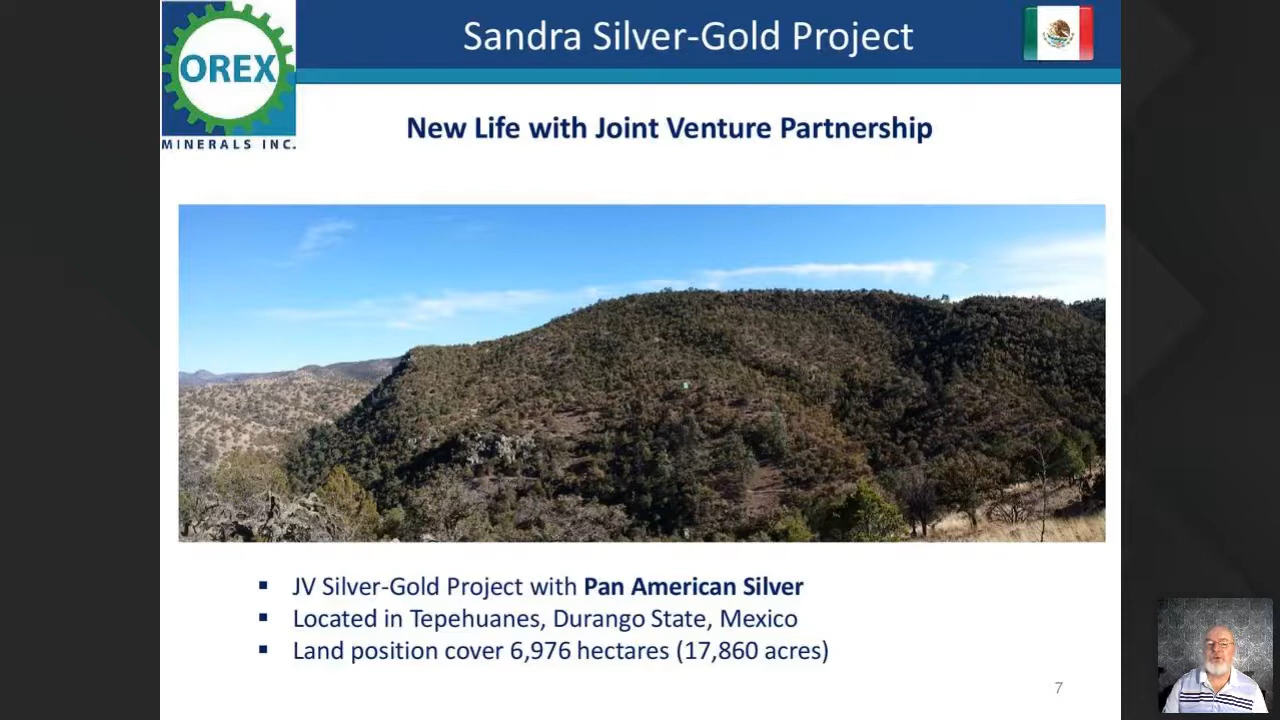 Sandra Silver-Gold Project
OREX
MINERALS INC.
New Life with Joint Venture Partnership
▪ JV Silver-Gold Project with Pan American Silver
▪ Located in Tepehuanes, Durango State, Mexico
▪ Land position cover 6,976 hectares (17,860 acres)
7